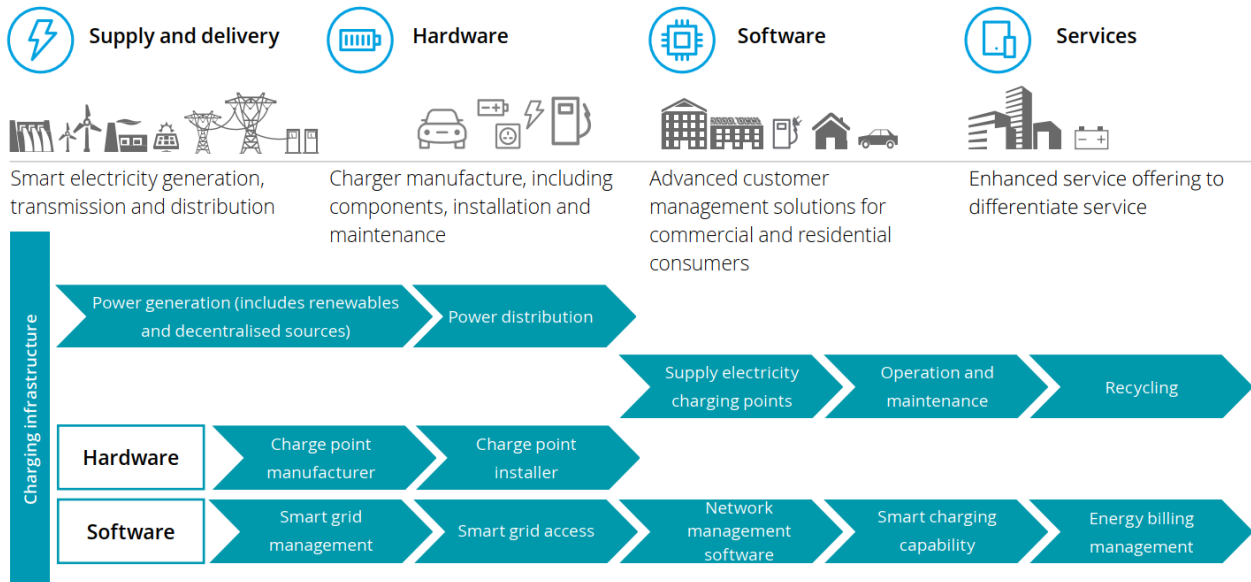 Supply and delivery
Hardware
Software
Services
Smart electricity generation,
transmission and distribution
Charger manufacture, including
components, installation and
maintenance
Advanced customer
management solutions for
commercial and residential
consumers
Enhanced service offering to
differentiate service
Charging infrastructure
Power generation (includes renewables
and decentralised sources)
Power distribution
Supply electricity
charging points
Operation and
maintenance
Recycling
Hardware
Charge point
manufacturer
Charge point
installer
Software
Smart grid
management
Smart grid access
Network
management
software
Smart charging
capability
Energy billing
management